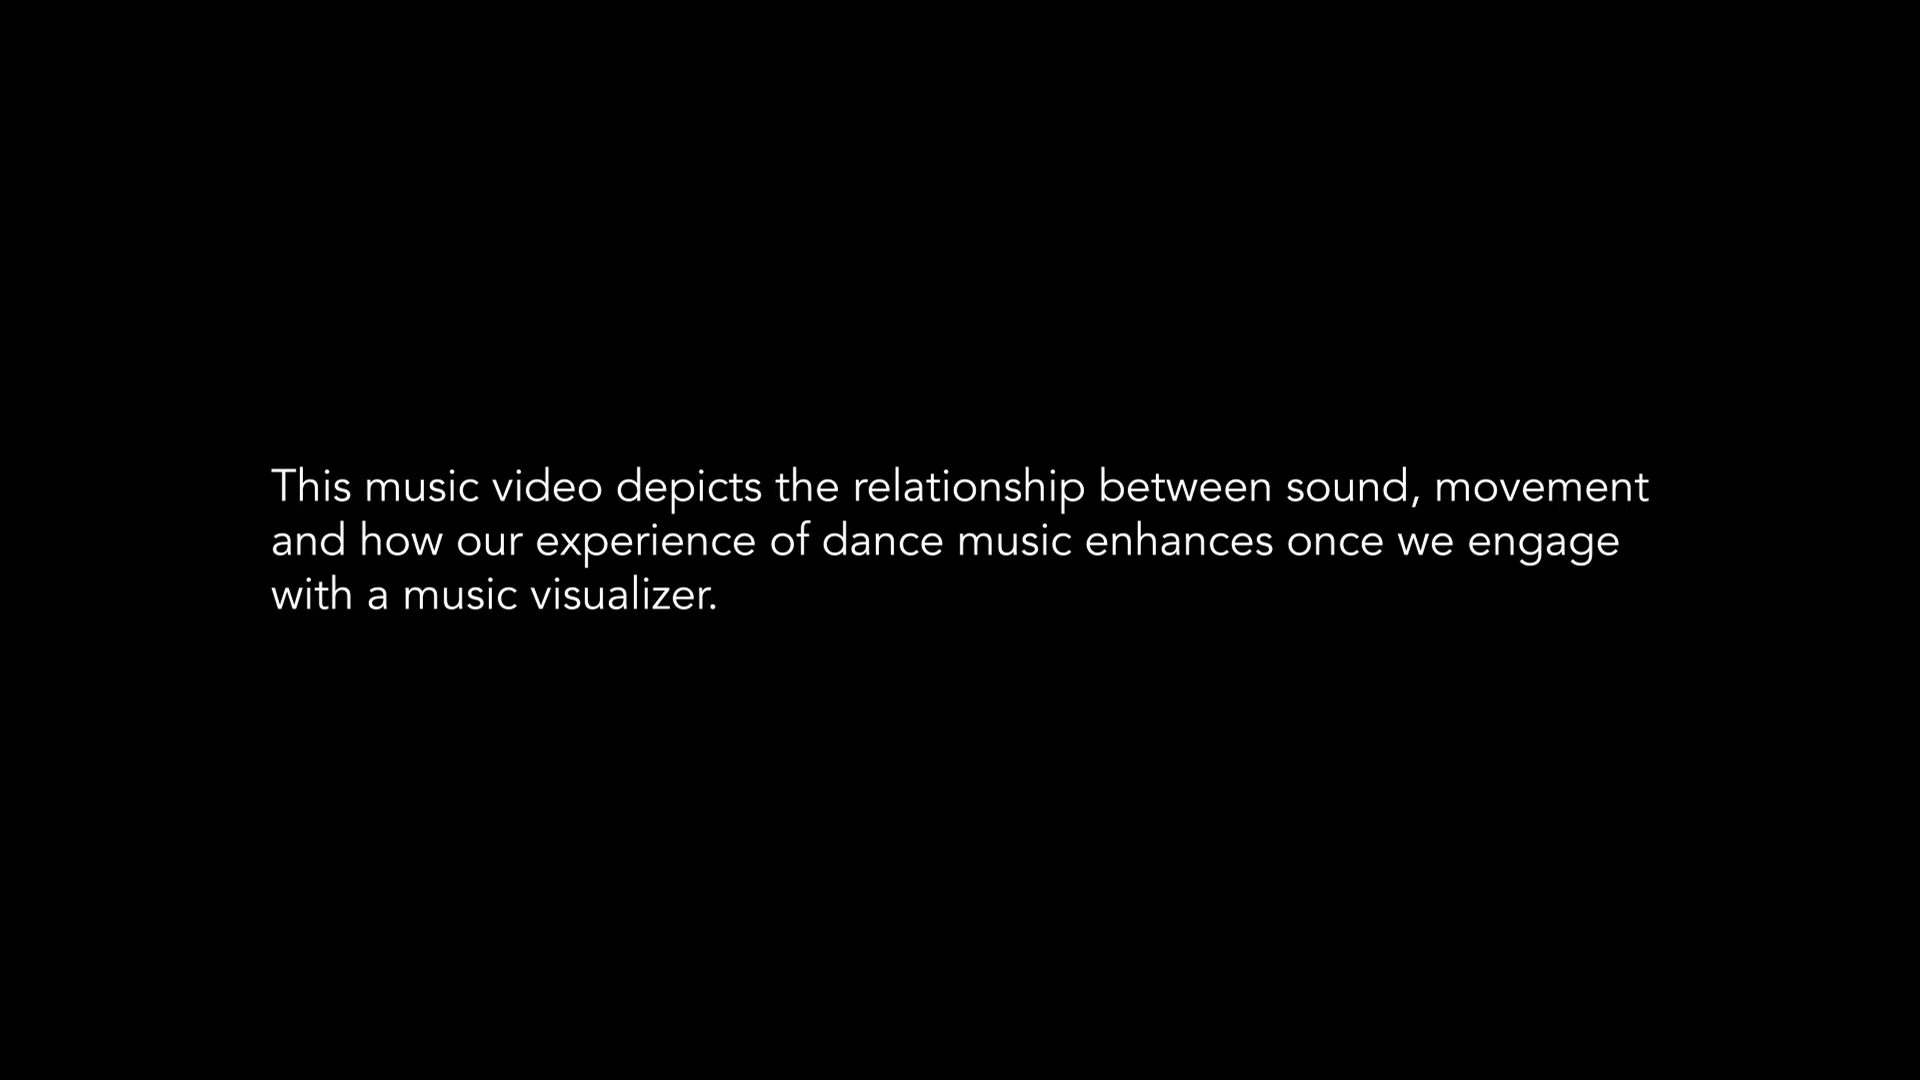 This music video depicts the relationship between sound, movement
and how our experience of dance music enhances once we engage
with a music visualizer.